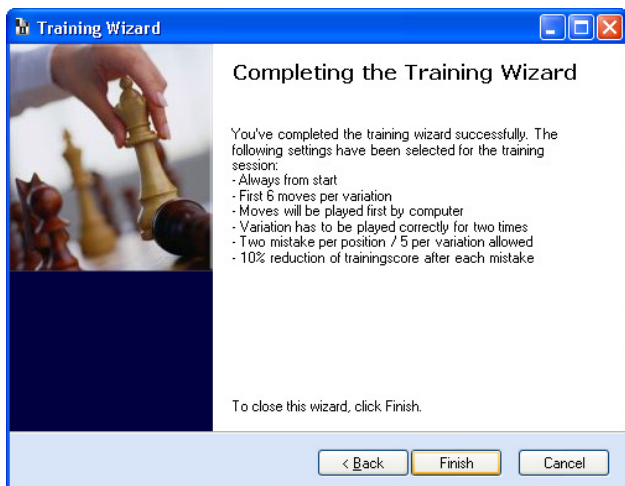 Training Wizard
Completing the Training Wizard
You've completed the training wizard successfully. The
following settings have been selected for the training
session:
- Always from start
- First 6 moves per variation
- Moves will be played first by computer
- Variation has to be played correctly for two times
- Two mistake per position / 5 per variation allowed
- 10% reduction of trainingscore after each mistake
To close this wizard, click Finish.
< Back Finish Cancel